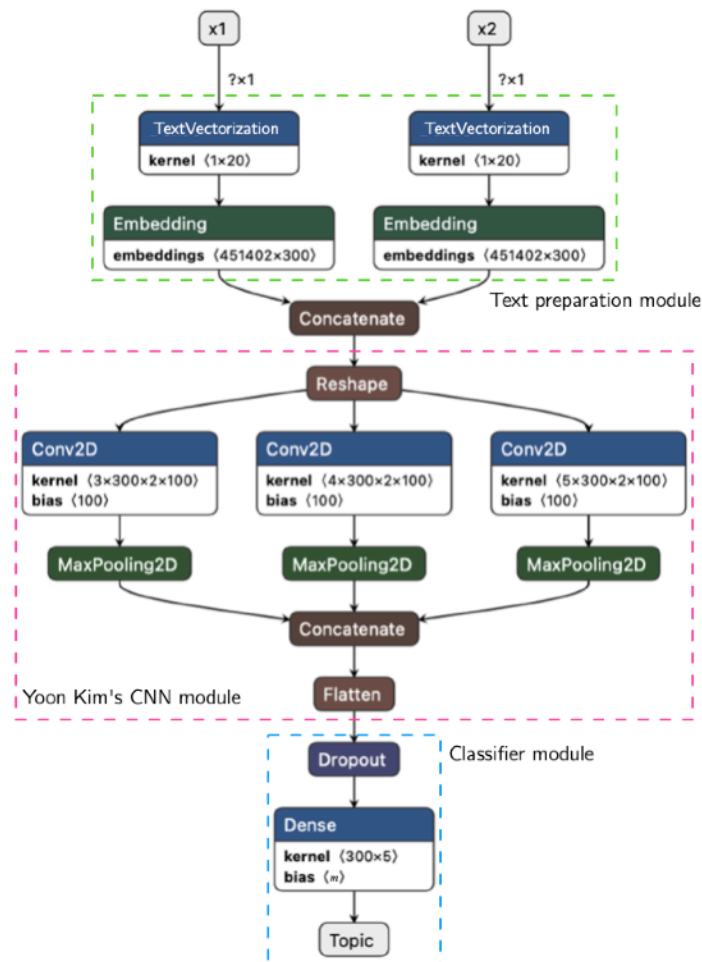 x1
x2
?×1
?×1
_TextVectorization
kernel ⟨1×20⟩
_TextVectorization
kernel ⟨1×20⟩
Embedding
embeddings ⟨451402×300⟩
Embedding
embeddings ⟨451402×300⟩
Text preparation module
Concatenate
Reshape
Conv2D
kernel ⟨3×300×2×100⟩
bias ⟨100⟩
Conv2D
kernel ⟨4×300×2×100⟩
bias ⟨100⟩
Conv2D
kernel ⟨5×300×2×100⟩
bias ⟨100⟩
MaxPooling2D
MaxPooling2D
MaxPooling2D
Concatenate
Yoon Kim's CNN module
Flatten
Classifier module
Dropout
Dense
kernel ⟨300×5⟩
bias ⟨m⟩
Topic